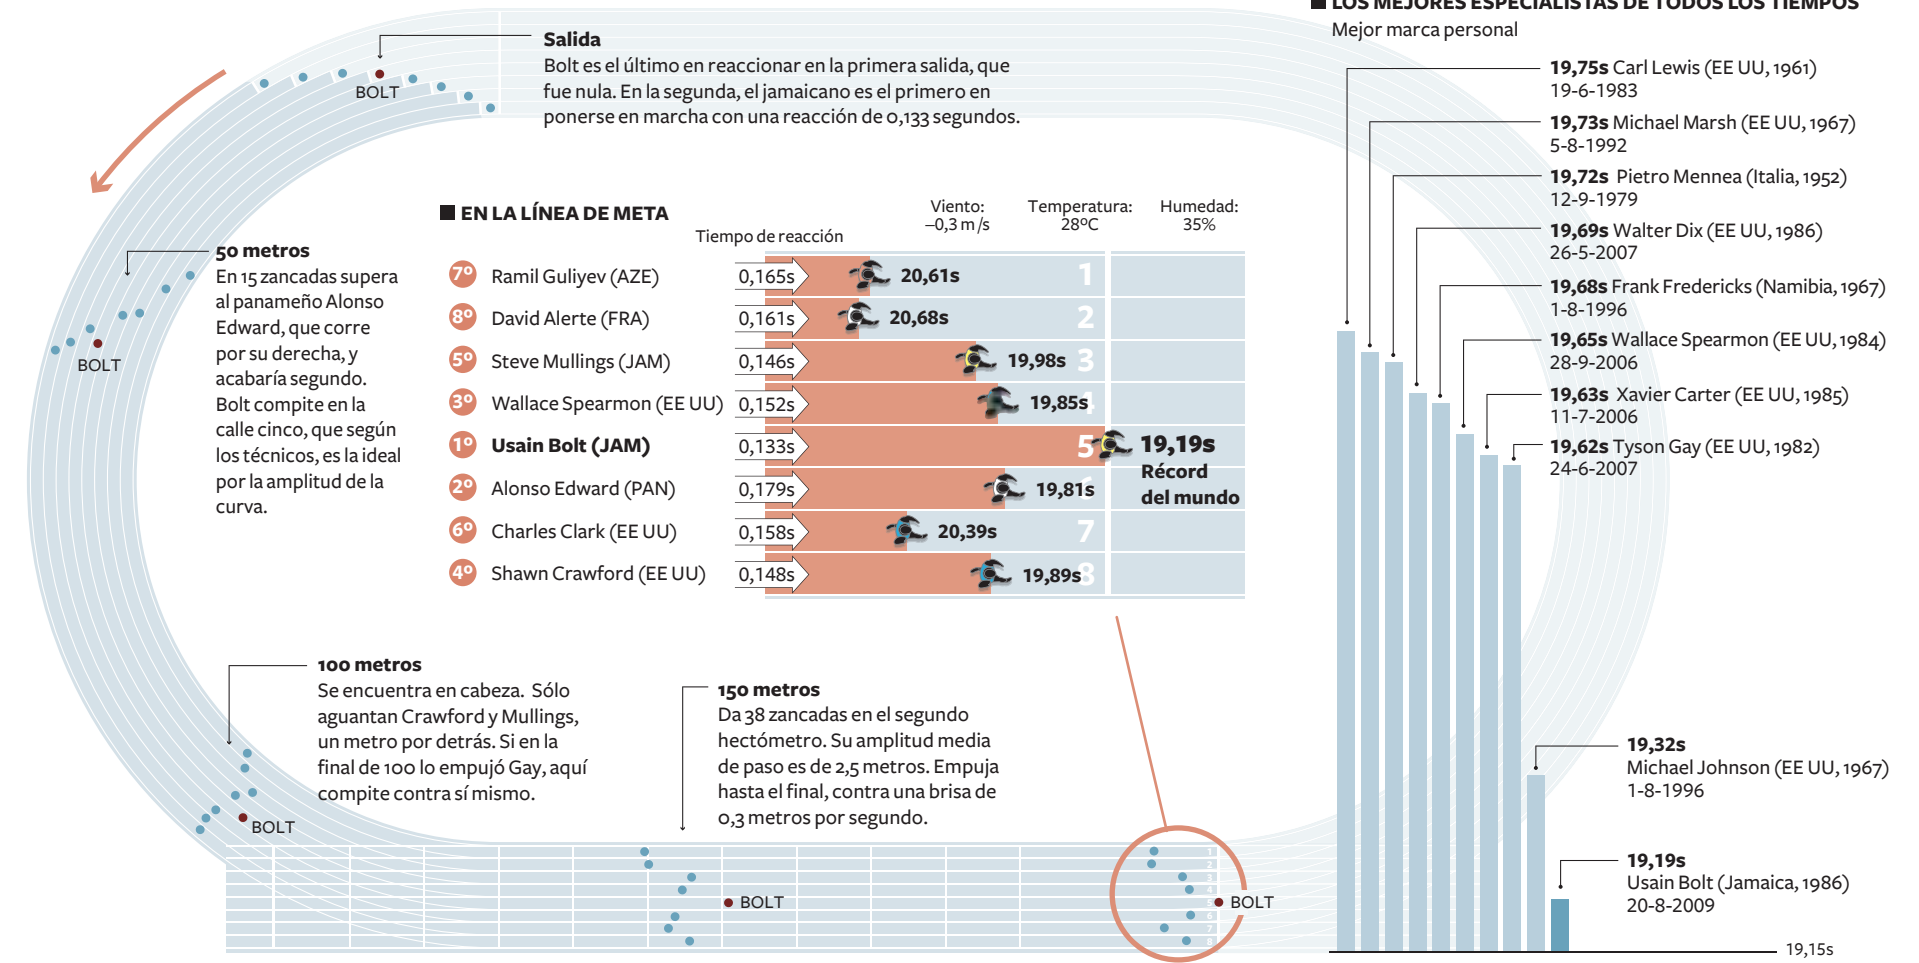 LOS MEJORES ESPECIALISTAS DE TODOS LOS TIEMPOS
Mejor marca personal
Salida
Bolt es el último en reaccionar en la primera salida, que
fue nula. En la segunda, el jamaicano es el primero en
ponerse en marcha con una reacción de 0,133 segundos.
BOLT
50 metros
En 15 zancadas supera
al panameño Alonso
Edward, que corre
por su derecha, y
acabaría segundo.
Bolt compite en la
calle cinco, que según
los técnicos, es la ideal
por la amplitud de la
curva.
BOLT
EN LA LÍNEA DE META
Tiempo de reacción
Viento:
–0,3 m/s
Temperatura:
28ºC
Humedad:
35%
7º Ramil Guliyev (AZE) 0,165s 20,61s 1
8º David Alerte (FRA) 0,161s 20,68s 2
5º Steve Mullings (JAM) 0,146s 19,98s 3
3º Wallace Spearmon (EE UU) 0,152s 19,85s 4
1º Usain Bolt (JAM) 0,133s 5 19,19s
Récord
del mundo
2º Alonso Edward (PAN) 0,179s 19,81s 6
6º Charles Clark (EE UU) 0,158s 20,39s 7
4º Shawn Crawford (EE UU) 0,148s 19,89s 8
100 metros
Se encuentra en cabeza. Sólo
aguantan Crawford y Mullings,
un metro por detrás. Si en la
final de 100 lo empujó Gay, aquí
compite contra sí mismo.
BOLT
150 metros
Da 38 zancadas en el segundo
hectómetro. Su amplitud media
de paso es de 2,5 metros. Empuja
hasta el final, contra una brisa de
0,3 metros por segundo.
BOLT
1
2
3
4
5
6
7
8
BOLT
19,75s Carl Lewis (EE UU, 1961)
19-6-1983
19,73s Michael Marsh (EE UU, 1967)
5-8-1992
19,72s Pietro Mennea (Italia, 1952)
12-9-1979
19,69s Walter Dix (EE UU, 1986)
26-5-2007
19,68s Frank Fredericks (Namibia, 1967)
1-8-1996
19,65s Wallace Spearmon (EE UU, 1984)
28-9-2006
19,63s Xavier Carter (EE UU, 1985)
11-7-2006
19,62s Tyson Gay (EE UU, 1982)
24-6-2007
19,32s
Michael Johnson (EE UU, 1967)
1-8-1996
19,19s
Usain Bolt (Jamaica, 1986)
20-8-2009
19,15s